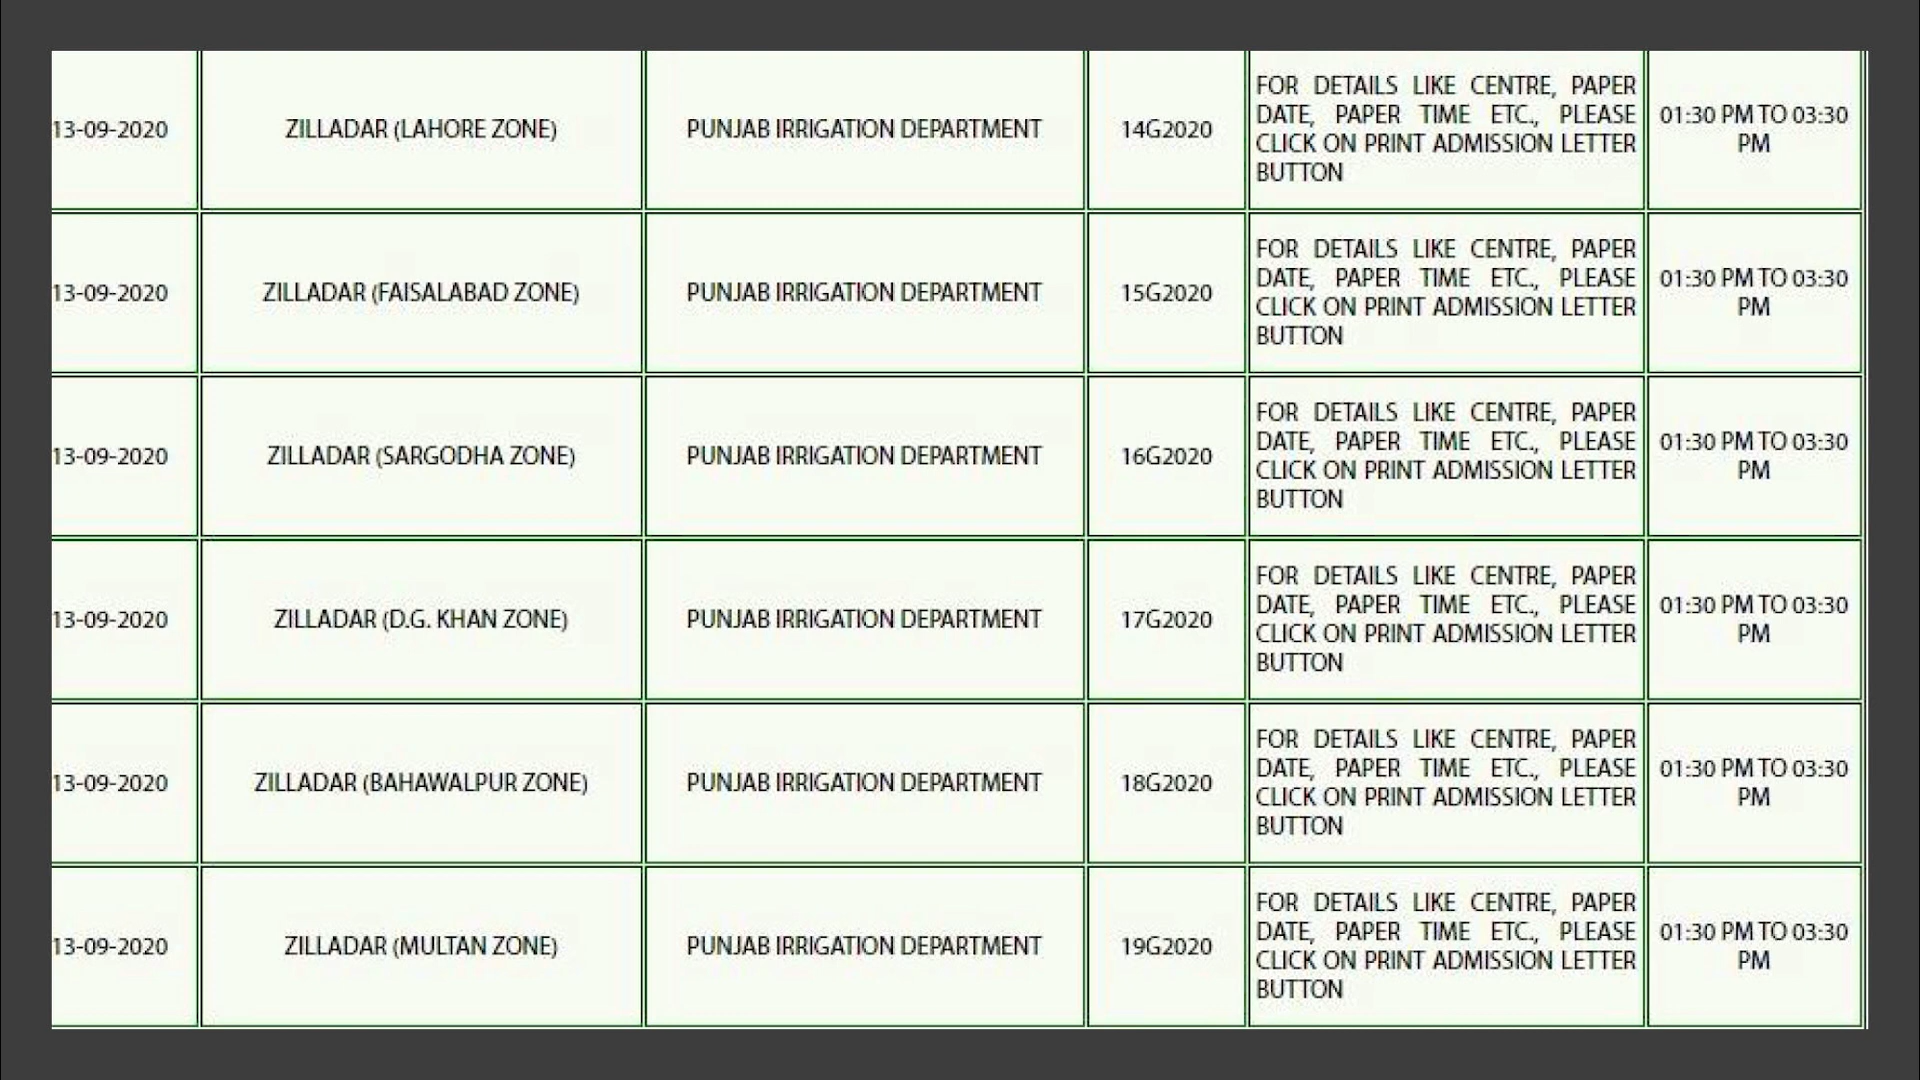 13-09-2020
ZILLADAR (LAHORE ZONE)
PUNJAB IRRIGATION DEPARTMENT
14G2020
FOR DETAILS LIKE CENTRE, PAPER
DATE, PAPER TIME ETC., PLEASE
CLICK ON PRINT ADMISSION LETTER
BUTTON
01:30 PM TO 03:30
PM
13-09-2020
ZILLADAR (FAISALABAD ZONE)
PUNJAB IRRIGATION DEPARTMENT
15G2020
FOR DETAILS LIKE CENTRE, PAPER
DATE, PAPER TIME ETC., PLEASE
CLICK ON PRINT ADMISSION LETTER
BUTTON
01:30 PM TO 03:30
PM
13-09-2020
ZILLADAR (SARGODHA ZONE)
PUNJAB IRRIGATION DEPARTMENT
16G2020
FOR DETAILS LIKE CENTRE, PAPER
DATE, PAPER TIME ETC., PLEASE
CLICK ON PRINT ADMISSION LETTER
BUTTON
01:30 PM TO 03:30
PM
13-09-2020
ZILLADAR (D.G. KHAN ZONE)
PUNJAB IRRIGATION DEPARTMENT
17G2020
FOR DETAILS LIKE CENTRE, PAPER
DATE, PAPER TIME ETC., PLEASE
CLICK ON PRINT ADMISSION LETTER
BUTTON
01:30 PM TO 03:30
PM
13-09-2020
ZILLADAR (BAHAWALPUR ZONE)
PUNJAB IRRIGATION DEPARTMENT
18G2020
FOR DETAILS LIKE CENTRE, PAPER
DATE, PAPER TIME ETC., PLEASE
CLICK ON PRINT ADMISSION LETTER
BUTTON
01:30 PM TO 03:30
PM
13-09-2020
ZILLADAR (MULTAN ZONE)
PUNJAB IRRIGATION DEPARTMENT
19G2020
FOR DETAILS LIKE CENTRE, PAPER
DATE, PAPER TIME ETC., PLEASE
CLICK ON PRINT ADMISSION LETTER
BUTTON
01:30 PM TO 03:30
PM